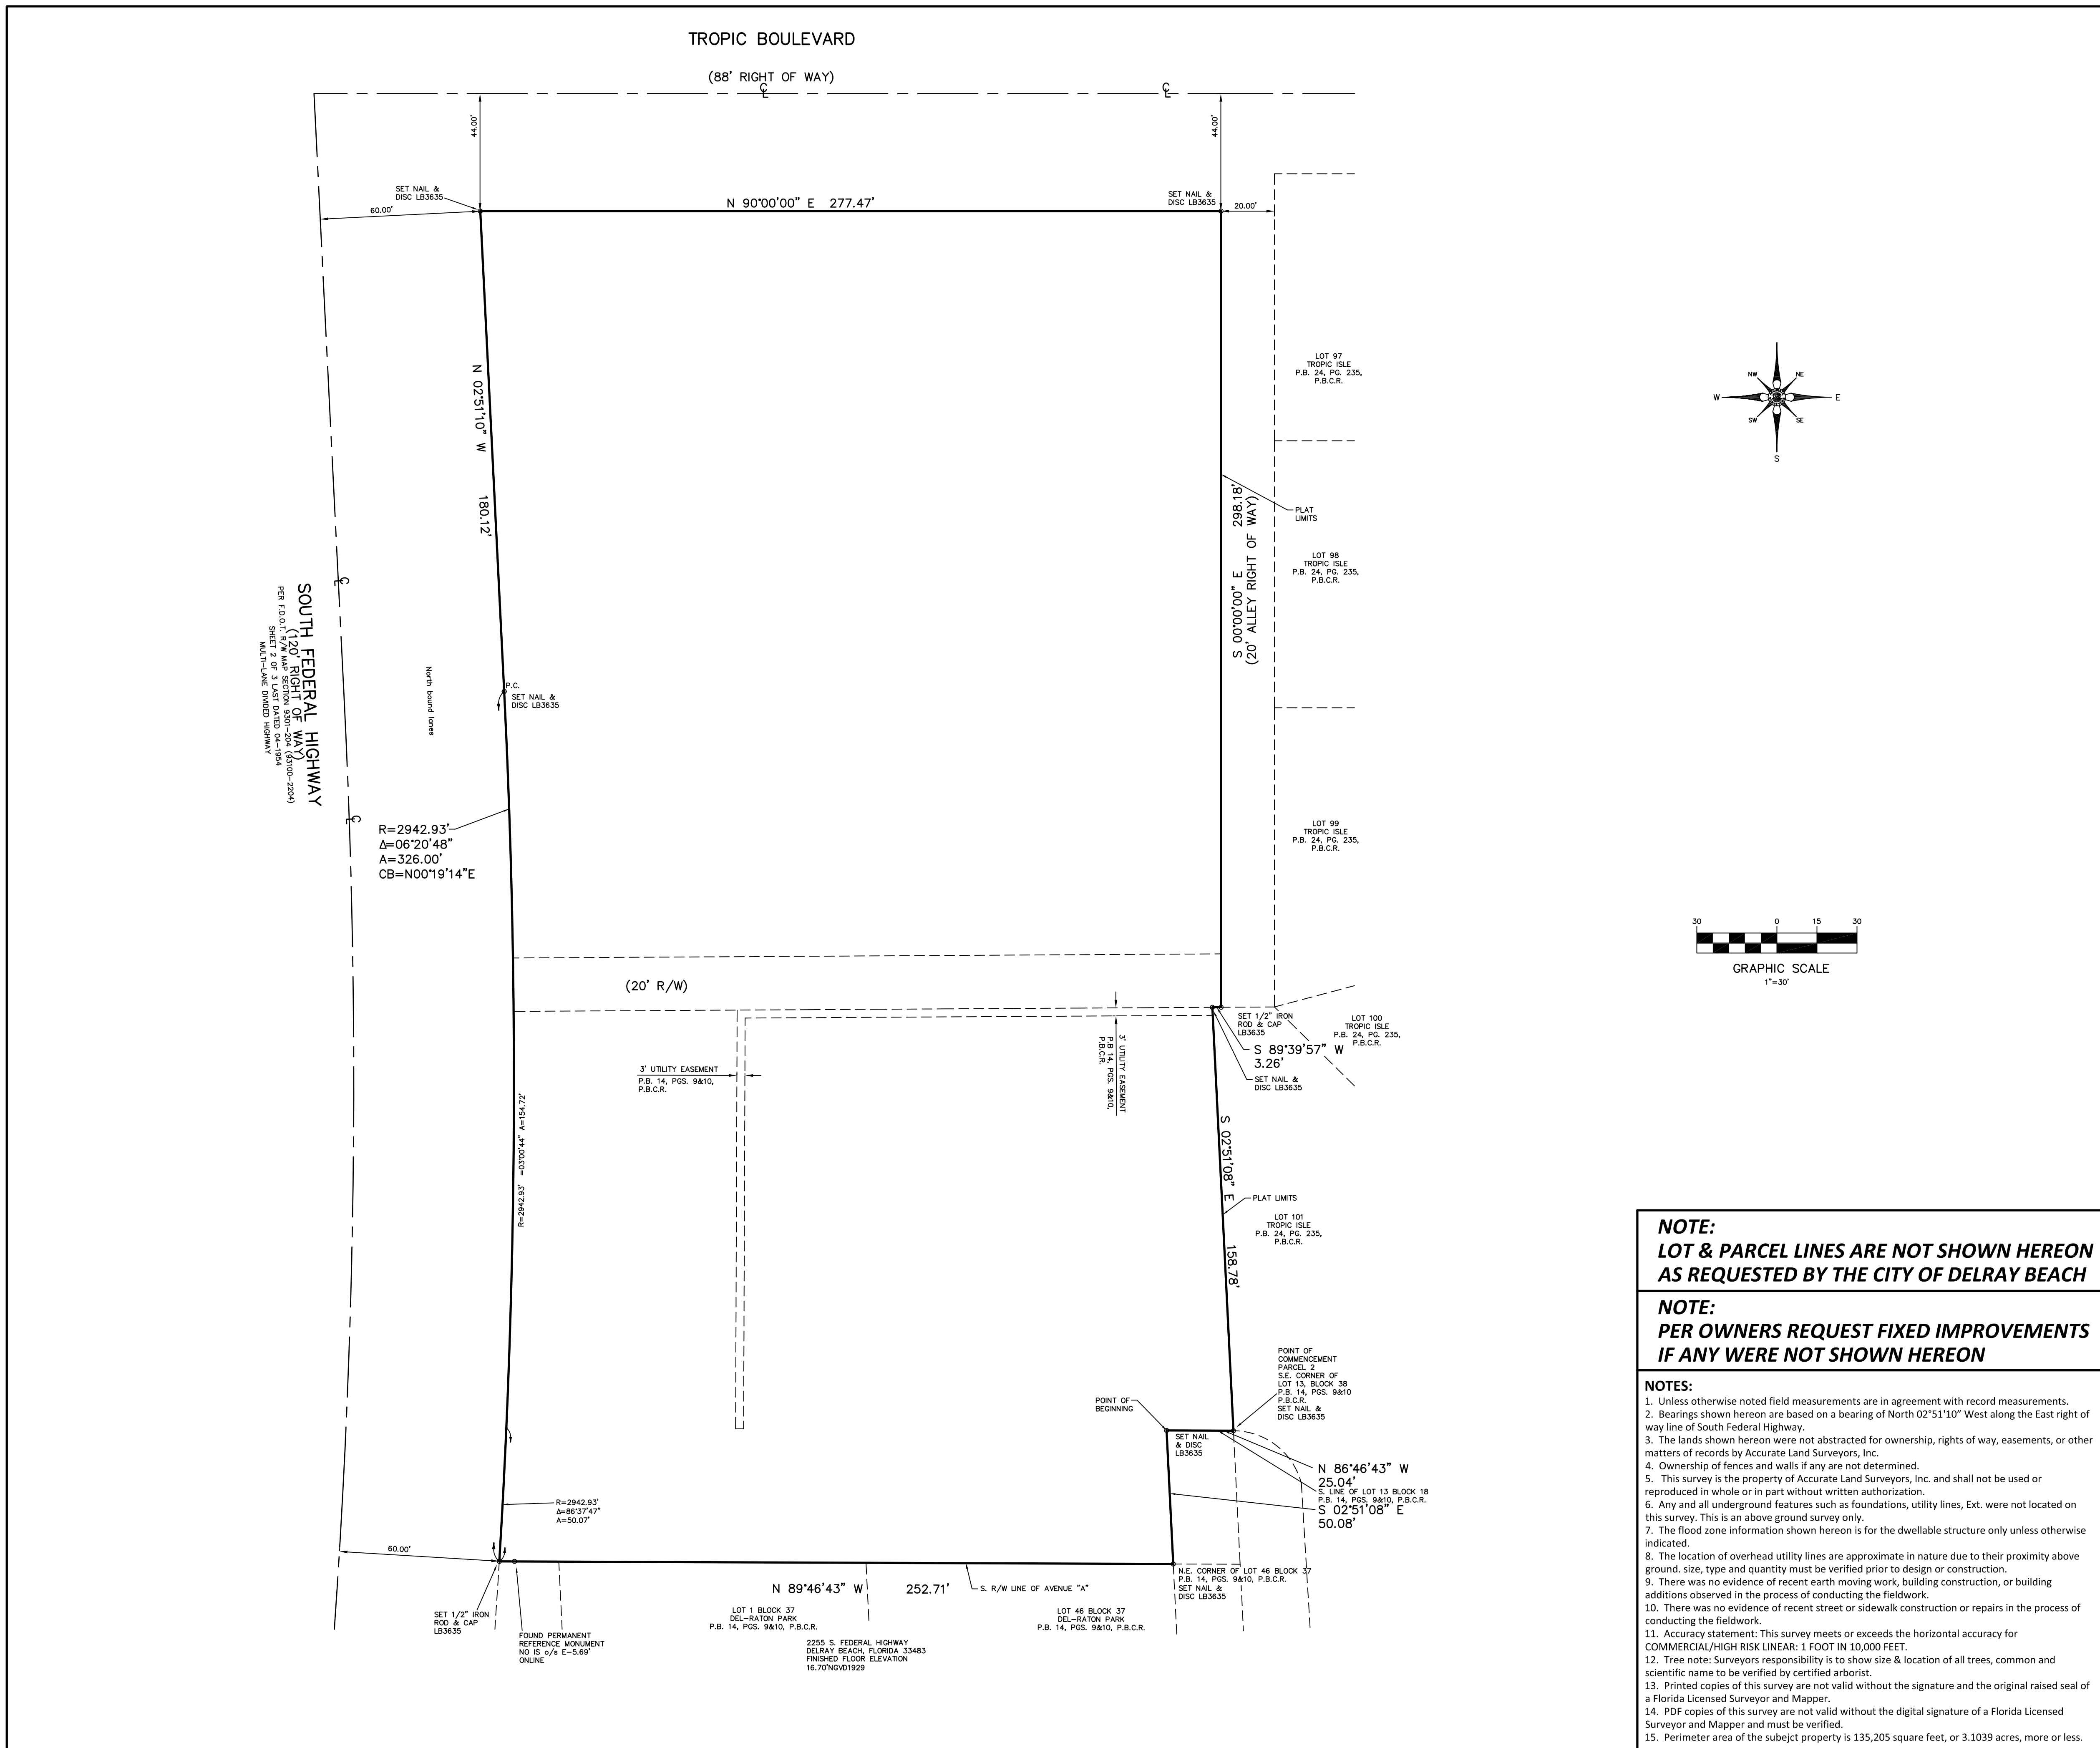 TROPIC BOULEVARD
(88' RIGHT OF WAY)
C
L
C
L
44.00'
44.00'
SET NAIL &
DISC LB3635
60.00'
N 90°00'00" E 277.47'
SET NAIL &
DISC LB3635
20.00'
LOT 97
TROPIC ISLE
P.B. 24, PG. 235,
P.B.C.R.
NW
NE
W
E
SW
SE
S
N 02°51'10" W 180.12'
S 00°00'00" E 298.18'
(20' ALLEY RIGHT OF WAY)
PLAT
LIMITS
LOT 98
TROPIC ISLE
P.B. 24, PG. 235,
P.B.C.R.
C
L
SOUTH FEDERAL HIGHWAY
(120' RIGHT OF WAY)
PER F.D.O.T. R/W MAP SECTION 9301-204 (93100-2204)
SHEET 2 OF 3 LAST DATED 04-1954
MULTI-LANE DIVIDED HIGHWAY
North bound lanes
P.C.
SET NAIL &
DISC LB3635
C
L
R=2942.93'
Δ=06°20'48"
A=326.00'
CB=N00°19'14"E
LOT 99
TROPIC ISLE
P.B. 24, PG. 235,
P.B.C.R.
30 0 15 30
GRAPHIC SCALE
1"=30'
(20' R/W)
SET 1/2" IRON
ROD & CAP
LB3635
LOT 100
TROPIC ISLE
P.B. 24, PG. 235,
P.B.C.R.
S 89°39'57" W
3.26'
SET NAIL &
DISC LB3635
3' UTILITY EASEMENT
P.B. 14, PGS. 9&10,
P.B.C.R.
3' UTILITY EASEMENT
P.B 14, PGS. 9&10,
P.B.C.R.
R=2942.93' =03°00'44" A=154.72'
S 02°51'08" E 158.78'
PLAT LIMITS
LOT 101
TROPIC ISLE
P.B. 24, PG. 235,
P.B.C.R.
POINT OF
COMMENCEMENT
PARCEL 2
S.E. CORNER OF
LOT 13, BLOCK 38
P.B. 14, PGS. 9&10
P.B.C.R.
SET NAIL &
DISC LB3635
POINT OF
BEGINNING
SET NAIL
& DISC
LB3635
N 86°46'43" W
25.04'
S. LINE OF LOT 13 BLOCK 18
P.B. 14, PGS. 9&10, P.B.C.R.
S 02°51'08" E
50.08'
R=2942.93'
Δ=86°37'47"
A=50.07'
60.00'
N 89°46'43" W 252.71'
S. R/W LINE OF AVENUE "A"
N.E. CORNER OF LOT 46 BLOCK 37
P.B. 14, PGS. 9&10, P.B.C.R.
SET NAIL &
DISC LB3635
SET 1/2" IRON
ROD & CAP
LB3635
FOUND PERMANENT
REFERENCE MONUMENT
NO IS o/s E-5.69'
ONLINE
LOT 1 BLOCK 37
DEL-RATON PARK
P.B. 14, PGS. 9&10, P.B.C.R.
LOT 46 BLOCK 37
DEL-RATON PARK
P.B. 14, PGS. 9&10, P.B.C.R.
2255 S. FEDERAL HIGHWAY
DELRAY BEACH, FLORIDA 33483
FINISHED FLOOR ELEVATION
16.70'NGVD1929
NOTE:
LOT & PARCEL LINES ARE NOT SHOWN HEREON
AS REQUESTED BY THE CITY OF DELRAY BEACH
NOTE:
PER OWNERS REQUEST FIXED IMPROVEMENTS
IF ANY WERE NOT SHOWN HEREON
NOTES:
1. Unless otherwise noted field measurements are in agreement with record measurements.
2. Bearings shown hereon are based on a bearing of North 02°51'10" West along the East right of
way line of South Federal Highway.
3. The lands shown hereon were not abstracted for ownership, rights of way, easements, or other
matters of records by Accurate Land Surveyors, Inc.
4. Ownership of fences and walls if any are not determined.
5. This survey is the property of Accurate Land Surveyors, Inc. and shall not be used or
reproduced in whole or in part without written authorization.
6. Any and all underground features such as foundations, utility lines, Ext. were not located on
this survey. This is an above ground survey only.
7. The flood zone information shown hereon is for the dwellable structure only unless otherwise
indicated.
8. The location of overhead utility lines are approximate in nature due to their proximity above
ground. size, type and quantity must be verified prior to design or construction.
9. There was no evidence of recent earth moving work, building construction, or building
additions observed in the process of conducting the fieldwork.
10. There was no evidence of recent street or sidewalk construction or repairs in the process of
conducting the fieldwork.
11. Accuracy statement: This survey meets or exceeds the horizontal accuracy for
COMMERCIAL/HIGH RISK LINEAR: 1 FOOT IN 10,000 FEET.
12. Tree note: Surveyors responsibility is to show size & location of all trees, common and
scientific name to be verified by certified arborist.
13. Printed copies of this survey are not valid without the signature and the original raised seal of
a Florida Licensed Surveyor and Mapper.
14. PDF copies of this survey are not valid without the digital signature of a Florida Licensed
Surveyor and Mapper and must be verified.
15. Perimeter area of the subejct property is 135,205 square feet, or 3.1039 acres, more or less.